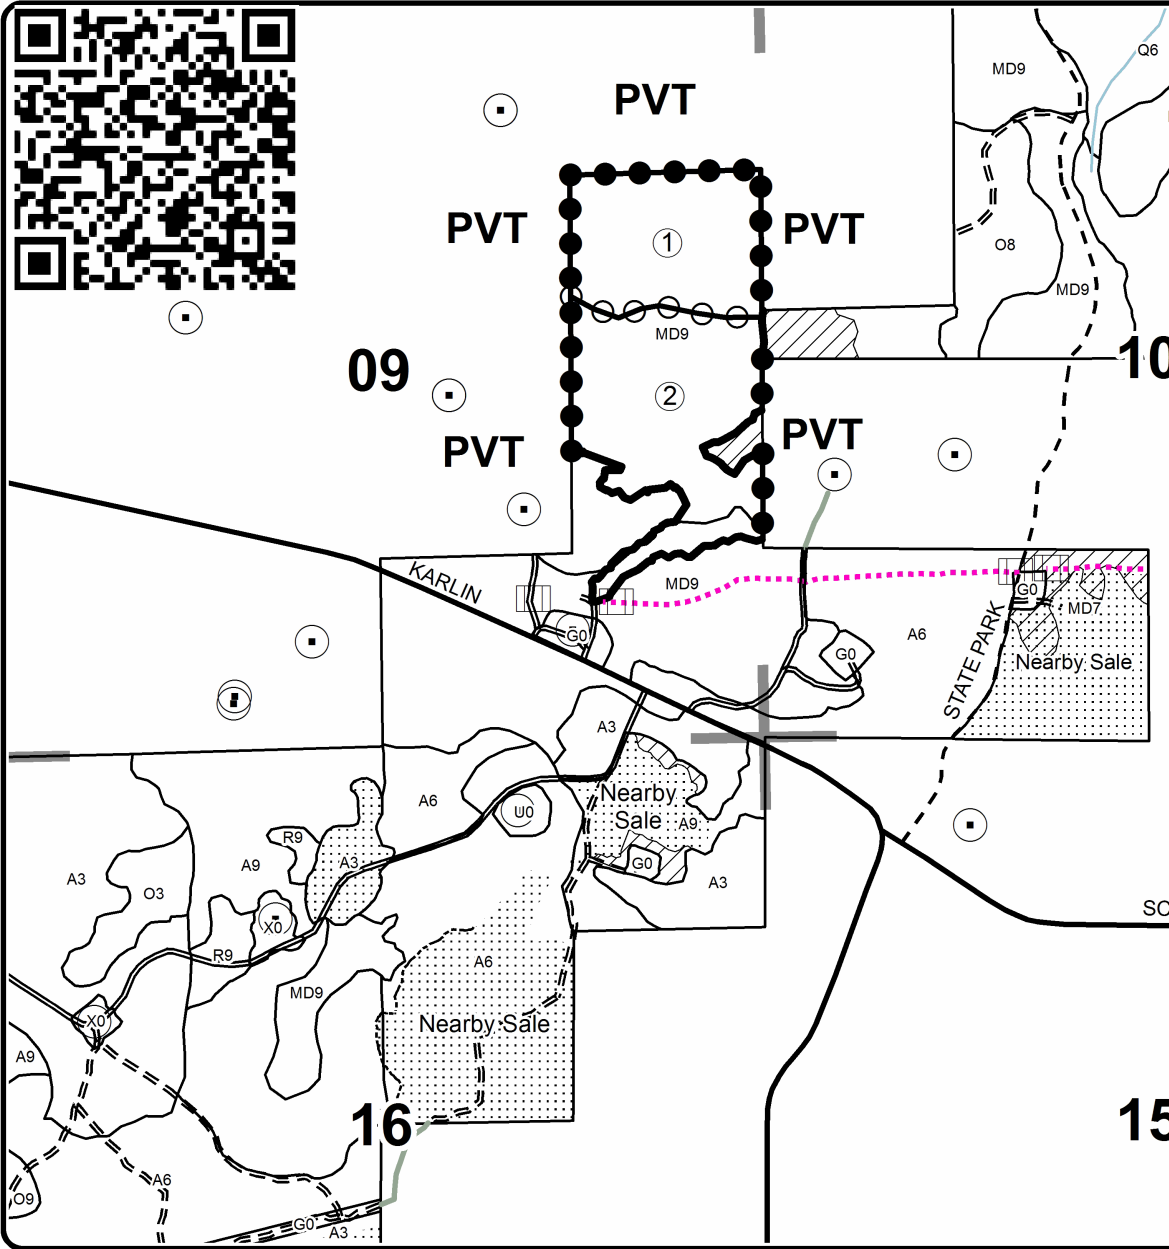 Q6
MD9
PVT
PVT
PVT
1
O8
MD9
MD9
09
10
2
PVT
PVT
KARLIN
MD9
G0
MD7
G0
A6
STATE PARK
Nearby Sale
G0
A3
A6
Nearby
Sale
U0
A9
R9
A9
A3
G0
A3
A3
O3
X0
SC
R9
A6
MD9
X0
Nearby Sale
A9
16
15
A6
O9
G0
A3